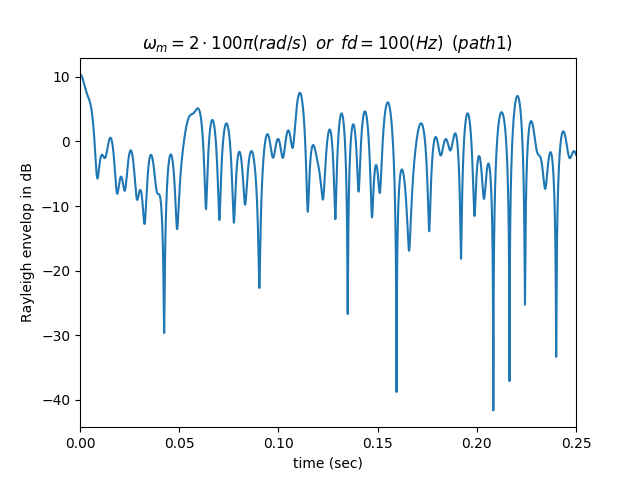 ω_m = 2 · 100π(rad/s) or fd = 100(Hz) (path1)
10
0
−10
−20
−30
−40
Rayleigh envelop in dB
0.00 0.05 0.10 0.15 0.20 0.25
time (sec)